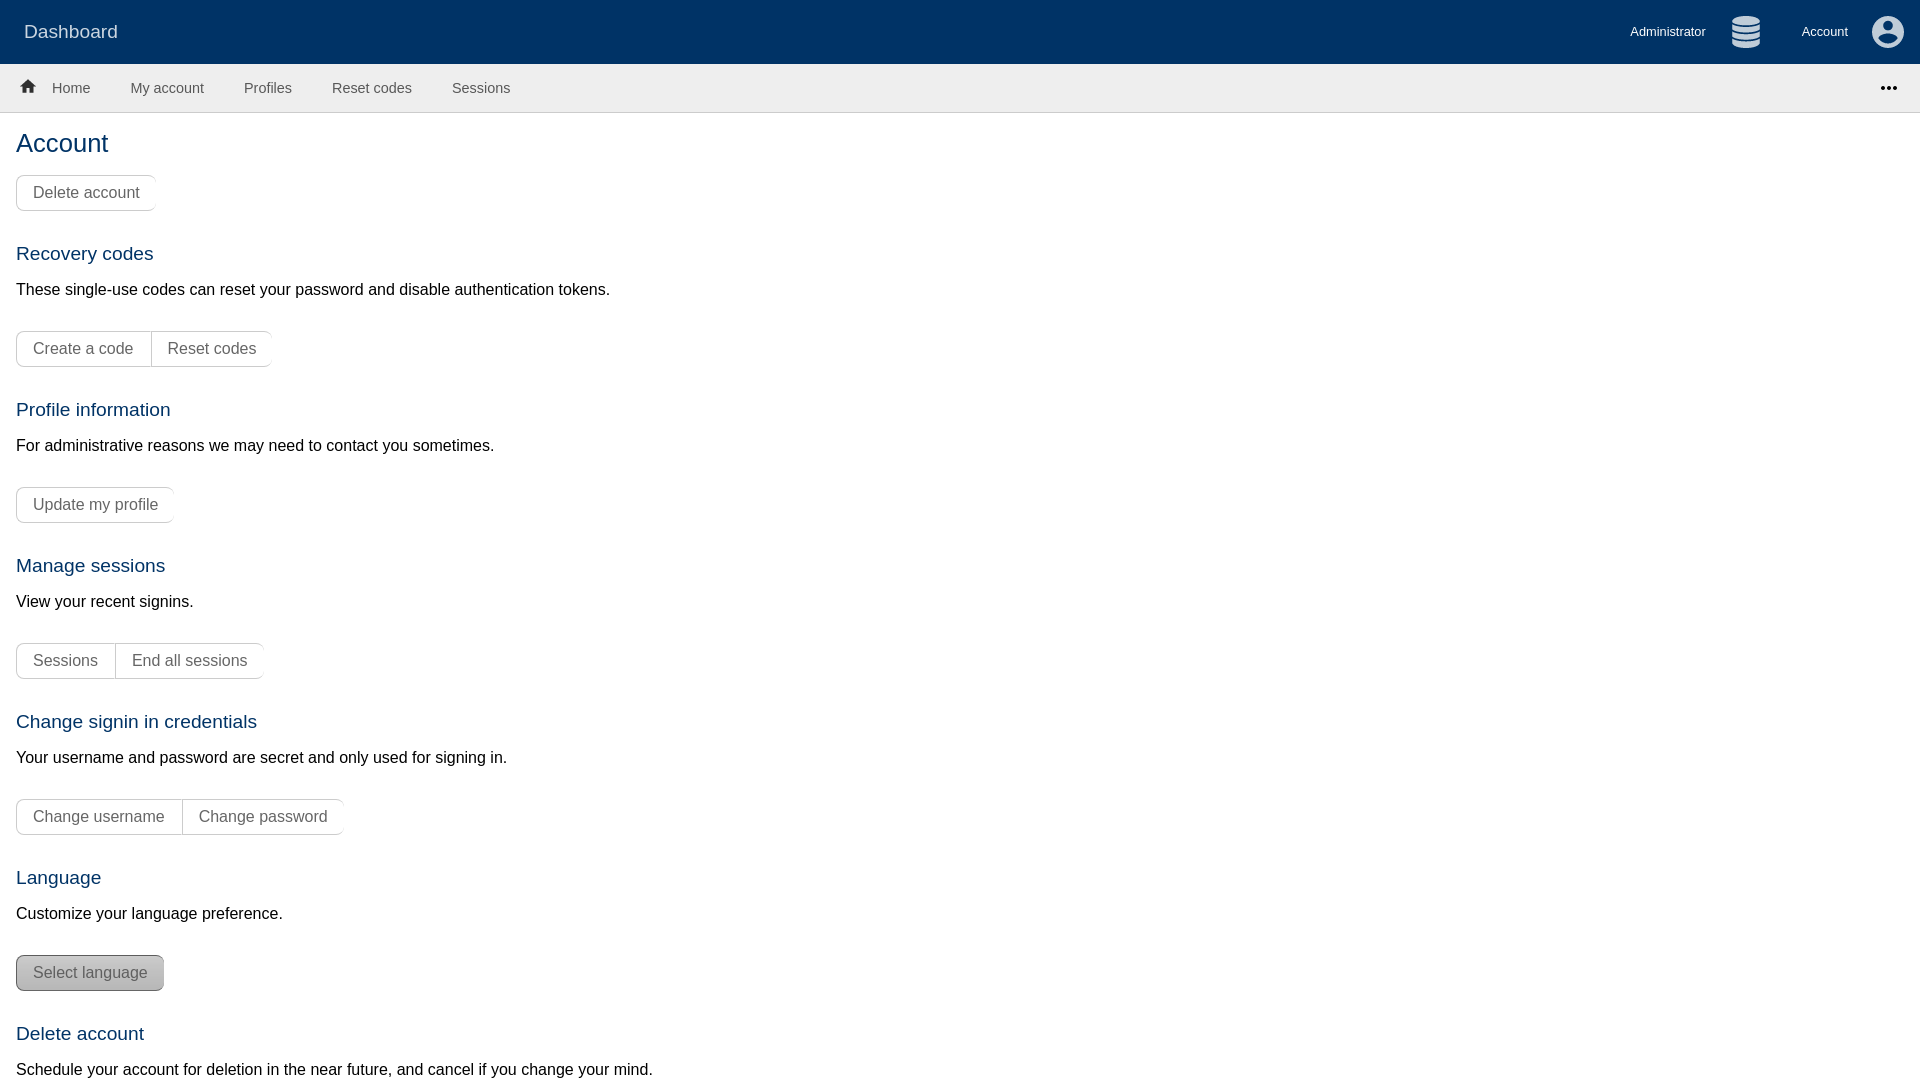 Dashboard
Administrator
Account
Home
My account
Profiles
Reset codes
Sessions
Account
Delete account
Recovery codes
These single-use codes can reset your password and disable authentication tokens.
Create a code
Reset codes
Profile information
For administrative reasons we may need to contact you sometimes.
Update my profile
Manage sessions
View your recent signins.
Sessions
End all sessions
Change signin in credentials
Your username and password are secret and only used for signing in.
Change username
Change password
Language
Customize your language preference.
Select language
Delete account
Schedule your account for deletion in the near future, and cancel if you change your mind.